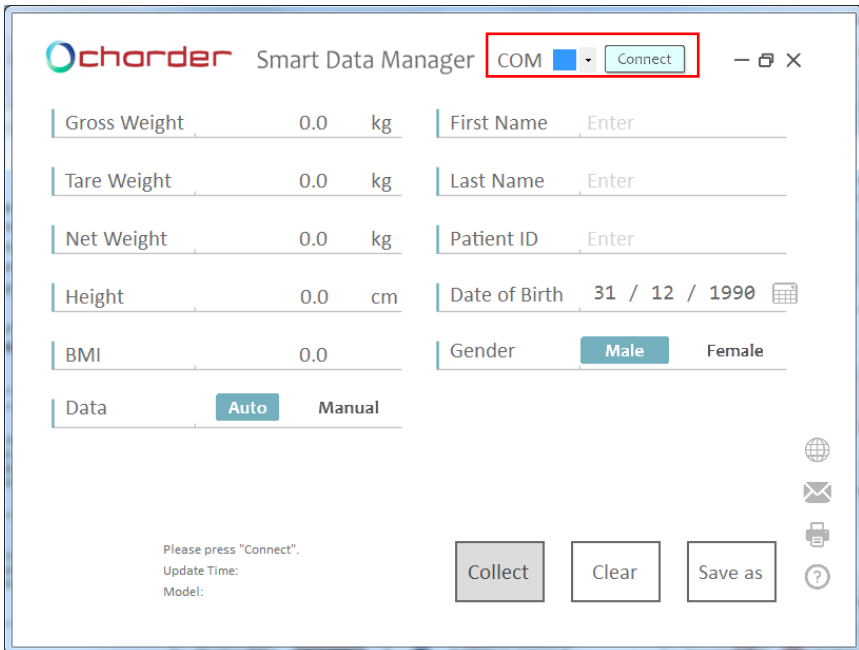 charder Smart Data Manager COM Connect
Gross Weight 0.0 kg
Tare Weight 0.0 kg
Net Weight 0.0 kg
Height 0.0 cm
BMI 0.0
Data Auto Manual
First Name Enter
Last Name Enter
Patient ID Enter
Date of Birth 31 / 12 / 1990
Gender Male Female
Please press "Connect".
Update Time:
Model:
Collect Clear Save as
?